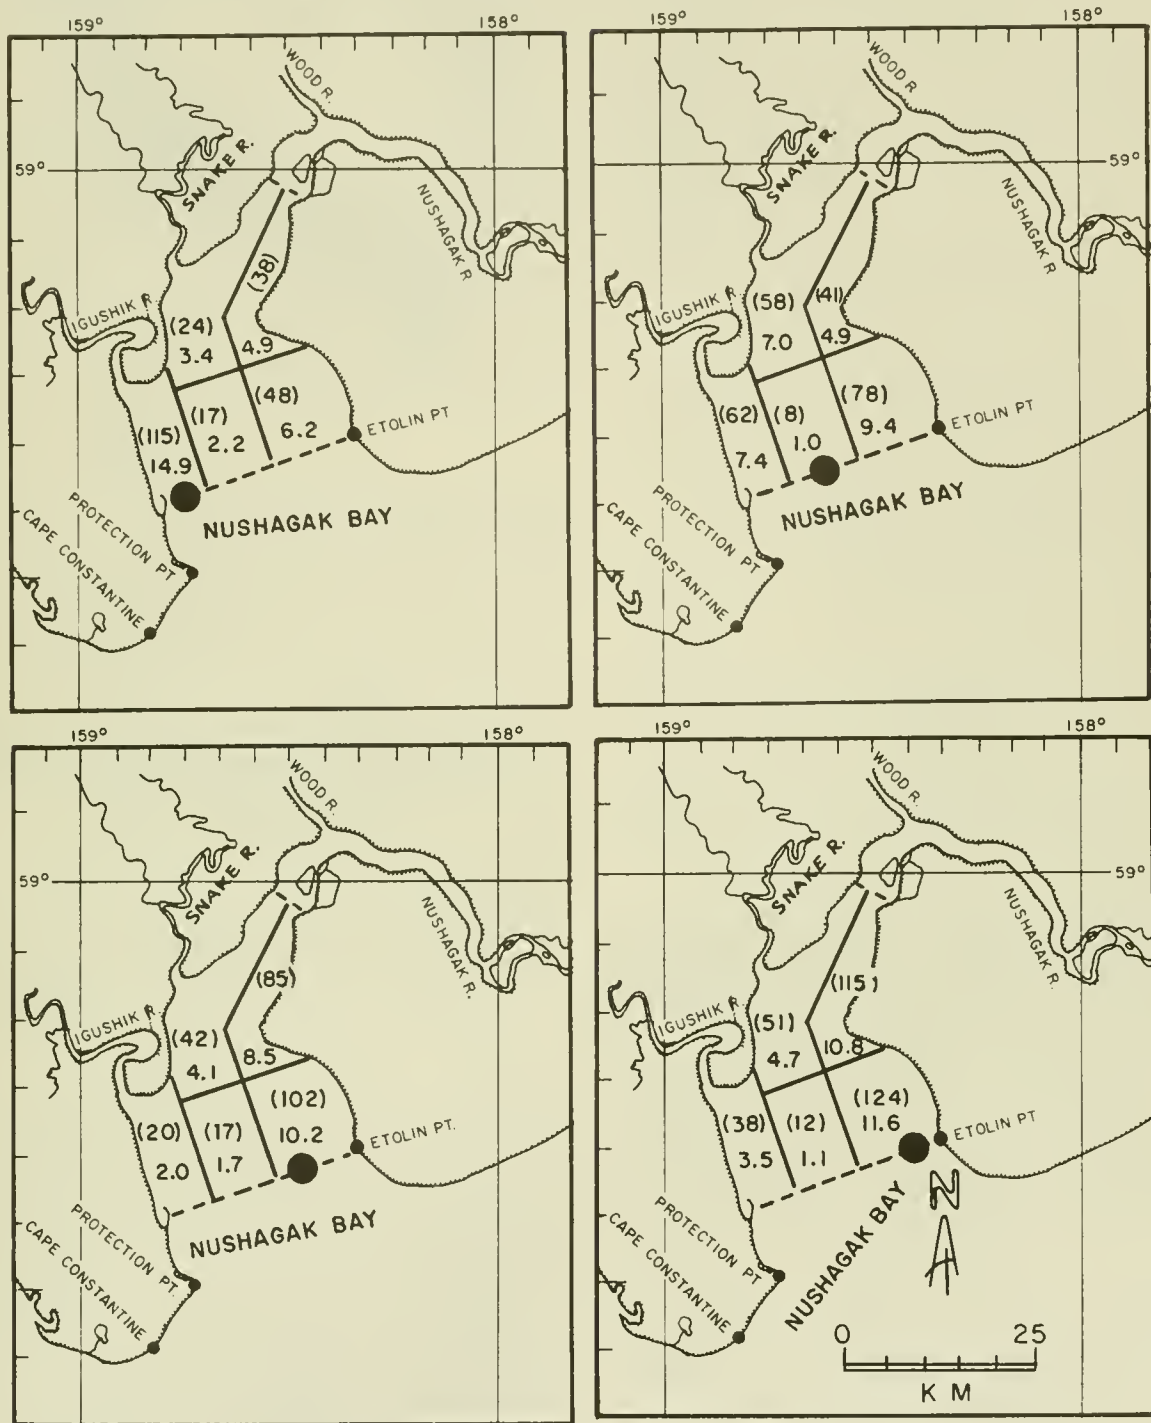 159° 158°
WOOD R.
SNAKE R.
59°
NUSHAGAK R
IGUSHIK R.
(38)
(24)
3.4 4.9
(48)
(17)
2.2 6.2
(115)
14.9
ETOLIN PT
NUSHAGAK BAY
PROTECTION PT
CAPE CONSTANTINE
159° 158°
WOOD R.
SNAKE R.
59°
NUSHAGAK R
IGUSHIK R.
(58) (41)
7.0 4.9
(78)
(62) (8)
7.4 1.0 9.4
ETOLIN PT
NUSHAGAK BAY
PROTECTION PT
CAPE CONSTANTINE
159° 158°
WOOD R.
SNAKE R.
59°
NUSHAGAK R.
IGUSHIK R.
(85)
(42)
4.1 8.5
(102)
(20) (17)
2.0 1.7 10.2
ETOLIN PT.
NUSHAGAK BAY
PROTECTION PT.
CAPE CONSTANTINE
159° 158°
WOOD R.
SNAKE R.
59°
NUSHAGAK R.
IGUSHIK R.
(115)
(51)
4.7 10.8
(124)
(38) (12)
3.5 1.1 11.6
ETOLIN PT
NUSHAGAK BAY
PROTECTION PT
CAPE CONSTANTINE
N
0 25
KM